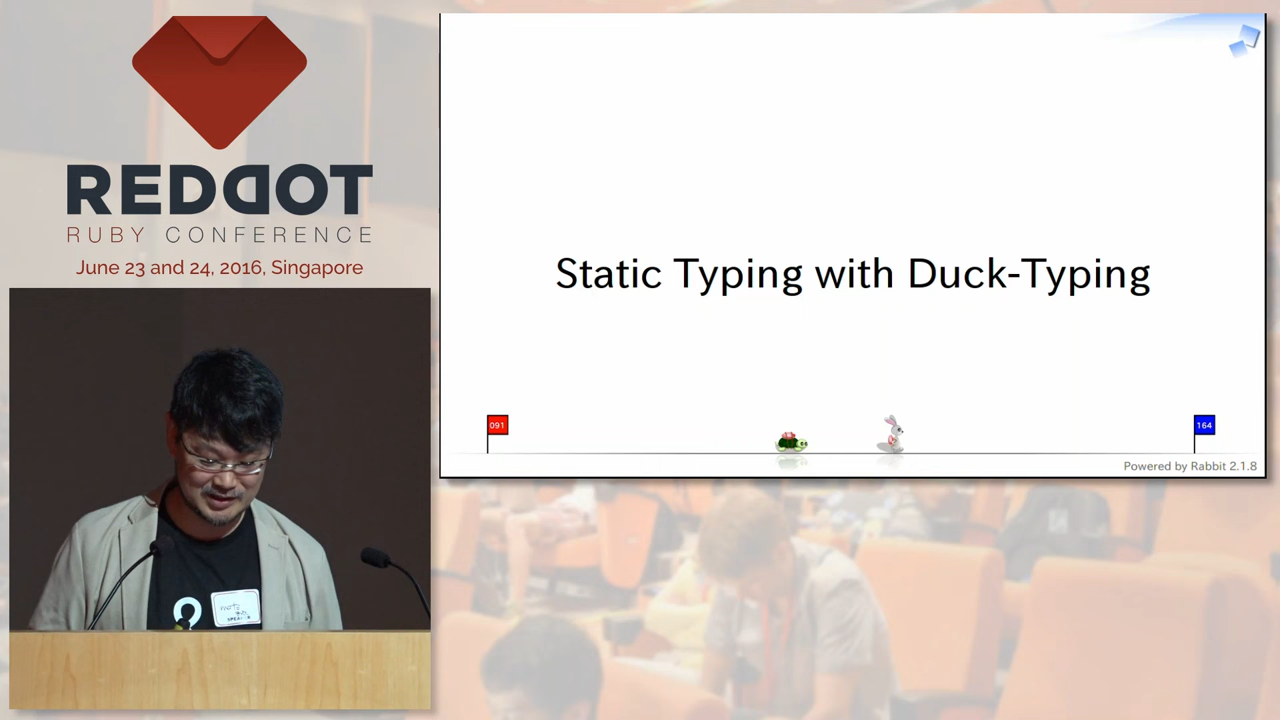 REDDOT
RUBY CONFERENCE
June 23 and 24, 2016, Singapore
Static Typing with Duck-Typing
091
164
Powered by Rabbit 2.1.8